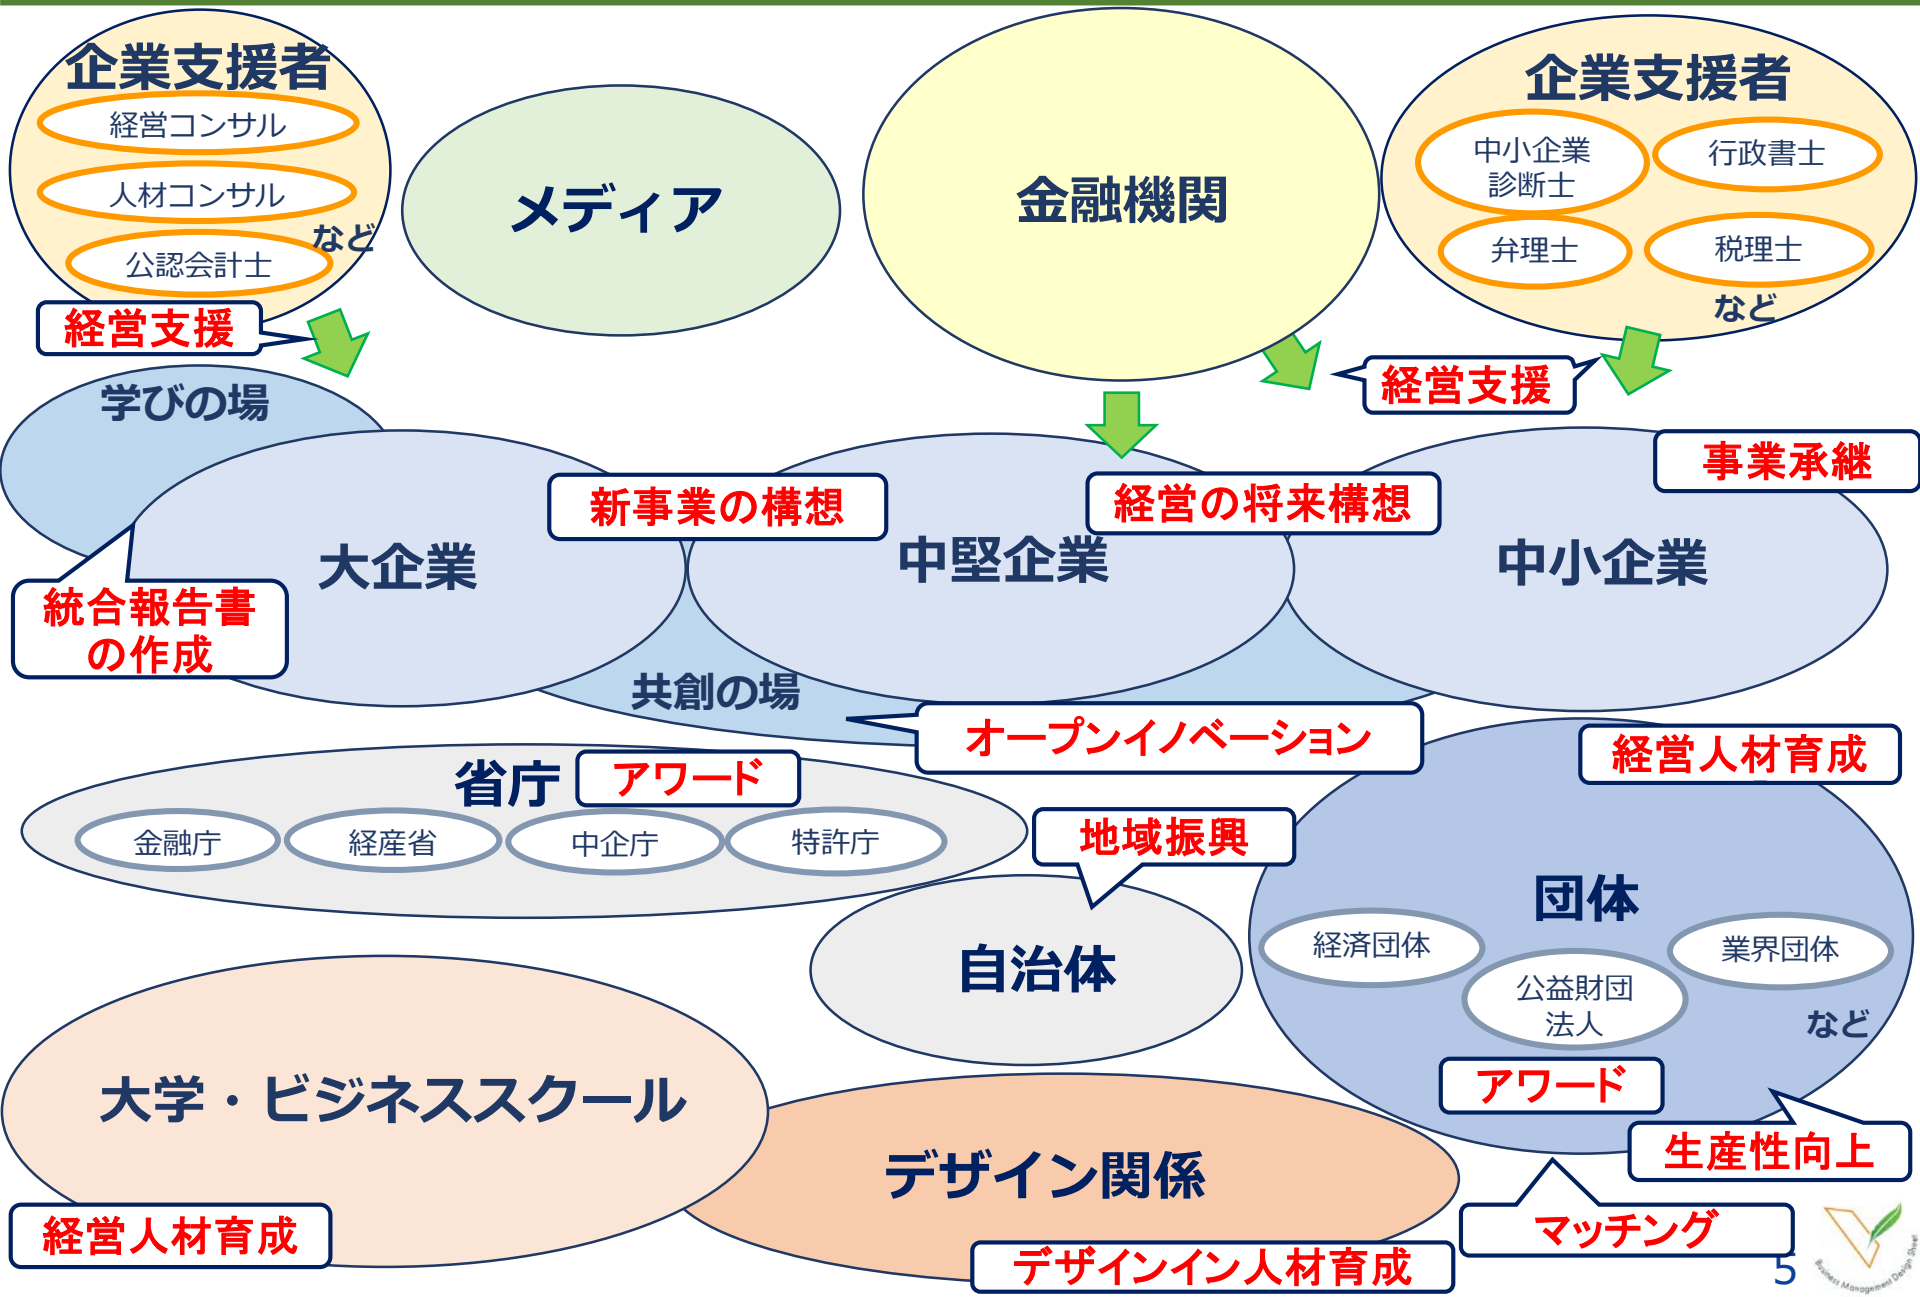 企業支援者
経営コンサル
人材コンサル
など
公認会計士
経営支援
メディア
金融機関
企業支援者
中小企業
診断士
行政書士
弁理士
税理士
など
経営支援
学びの場
大企業
新事業の構想
中堅企業
経営の将来構想
中小企業
事業承継
統合報告書
の作成
共創の場
オープンイノベーション
省庁
アワード
金融庁
経産省
中企庁
特許庁
地域振興
自治体
経営人材育成
団体
経済団体
公益財団
法人
業界団体
など
アワード
生産性向上
マッチング
大学・ビジネススクール
経営人材育成
デザイン関係
デザインイン人材育成
5
Business Management Design Sheet